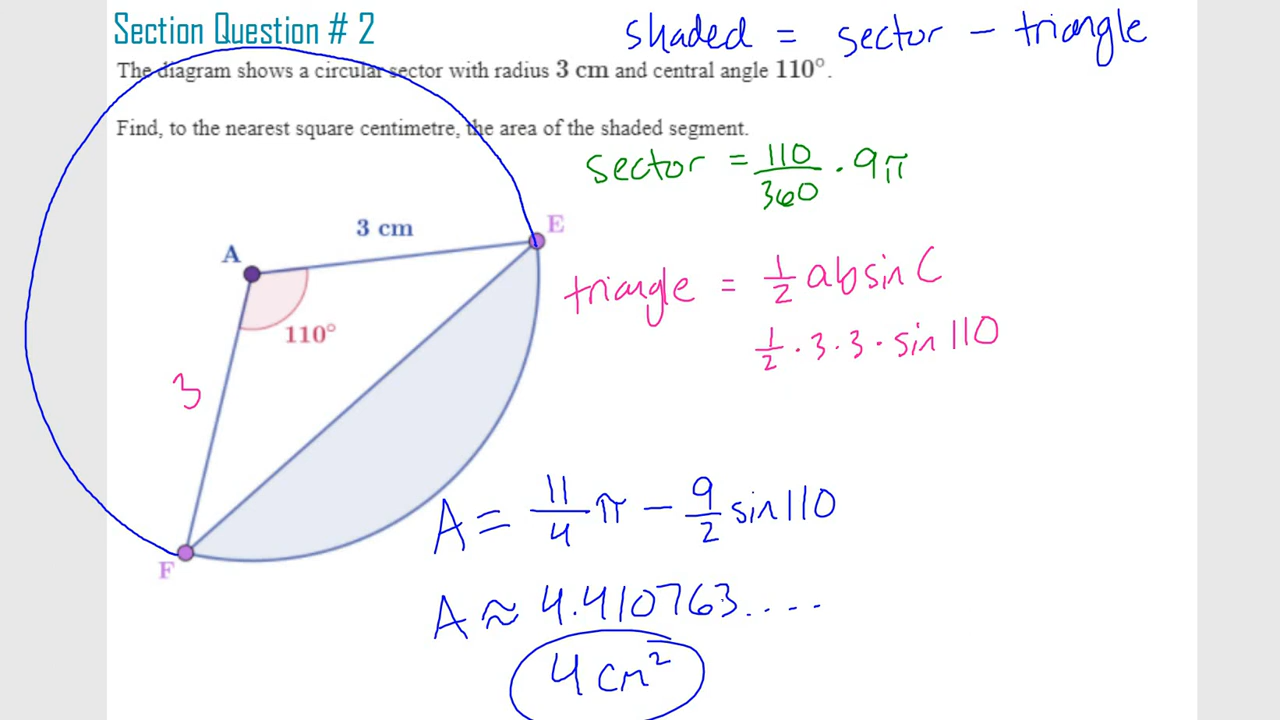 Section Question # 2
shaded = sector - triangle
The diagram shows a circular sector with radius 3 cm and central angle 110°.
Find, to the nearest square centimetre, the area of the shaded segment.
sector = 110/360 · 9π
3 cm
E
A
triangle = 1/2 ab sin C
110°
1/2 · 3 · 3 · sin 110
3
A = 11/4 π - 9/2 sin 110
F
A ≈ 4.410763....
4 cm²